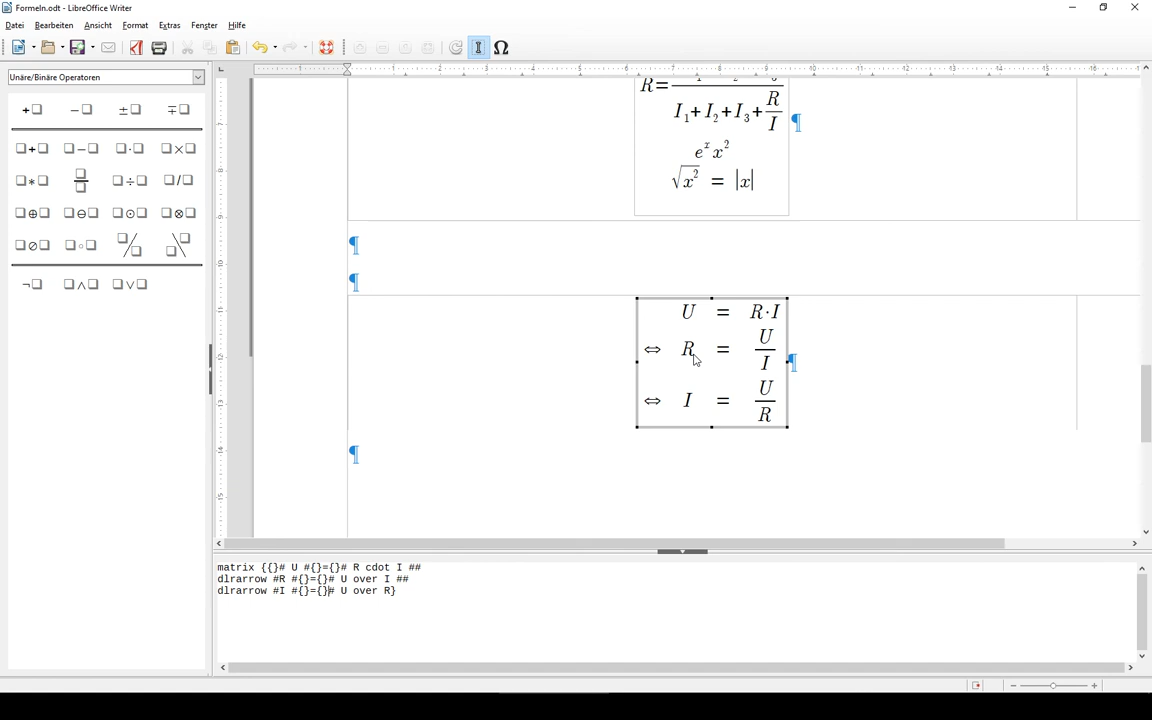 Formeln.odt - LibreOffice Writer
Datei Bearbeiten Ansicht Format Extras Fenster Hilfe
Unäre/Binäre Operatoren
+□ −□ ±□ ∓□
□+□ □−□ □·□ □×□
□∗□ □/□ □÷□ □/□
□⊕□ □⊖□ □⊙□ □⊗□
□⊘□ □∘□ □/□ □\□
¬□ □∧□ □∨□
R=
I₁+I₂+I₃+R/I
eˣ x²
√x² = |x|
¶
¶
¶
U = R·I
⇔ R = U/I
¶
⇔ I = U/R
¶
matrix {{}# U #{}={}# R cdot I ##
dlrarrow #R #{}={}# U over I ##
dlrarrow #I #{}={}# U over R}